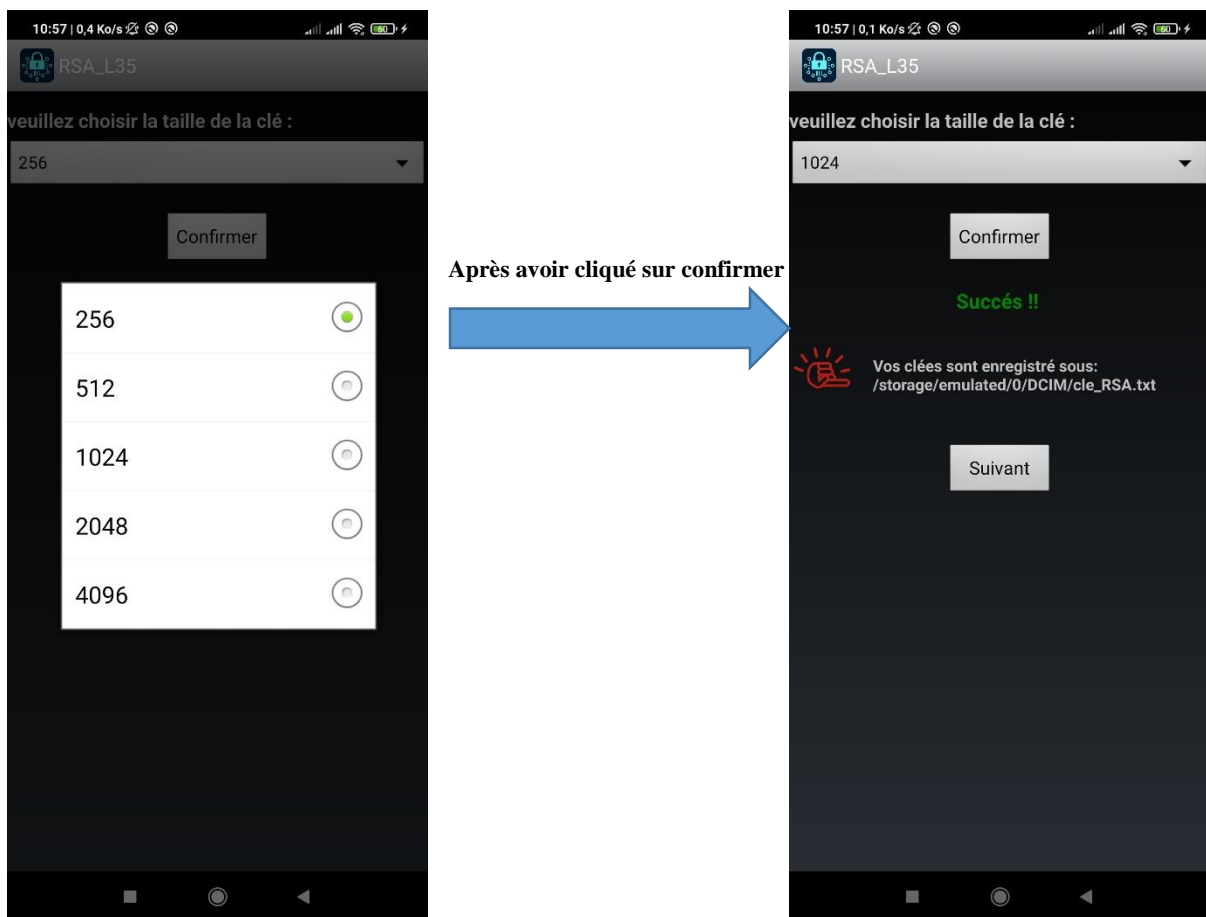 10:57 | 0,4 Ko/s
60
RSA_L35
veuillez choisir la taille de la clé :
256
Confirmer
256
512
1024
2048
4096
Après avoir cliqué sur confirmer
10:57 | 0,1 Ko/s
60
RSA_L35
veuillez choisir la taille de la clé :
1024
Confirmer
Succés !!
Vos clées sont enregistré sous:
/storage/emulated/0/DCIM/cle_RSA.txt
Suivant